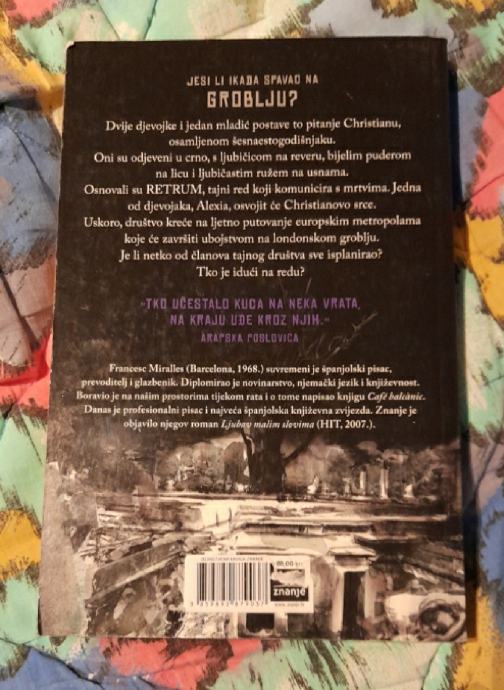 JESI LI IKADA SPAVAO NA
GROBLJU?
Dvije djevojke i jedan mladić postave to pitanje Christianu,
osamljenom šesnaestogodišnjaku.
Oni su odjeveni u crno, s ljubičicom na reveru, bijelim puderom
na licu i ljubičastim ružem na usnama.
Osnovali su RETRUM, tajni red koji komunicira s mrtvima. Jedna
od djevojaka, Alexia, osvojit će Christianovo srce.
Uskoro, društvo kreće na ljetno putovanje europskim metropolama
koje će završiti ubojstvom na londonskom groblju.
Je li netko od članova tajnog društva sve isplanirao?
Tko je idući na redu?
»TKO UČESTALO KUCA NA NEKA VRATA,
NA KRAJU UĐE KROZ NJIH.«
ARAPSKA POSLOVICA
Francesc Miralles (Barcelona, 1968.) suvremeni je španjolski pisac,
prevoditelj i glazbenik. Diplomirao je novinarstvo, njemački jezik i književnost.
Boravio je na našim prostorima tijekom rata i o tome napisao knjigu Café balcànic.
Danas je profesionalni pisac i najveća španjolska književna zvijezda. Znanje je
objavilo njegov roman Ljubav malim slovima (HIT, 2007.).
znanje